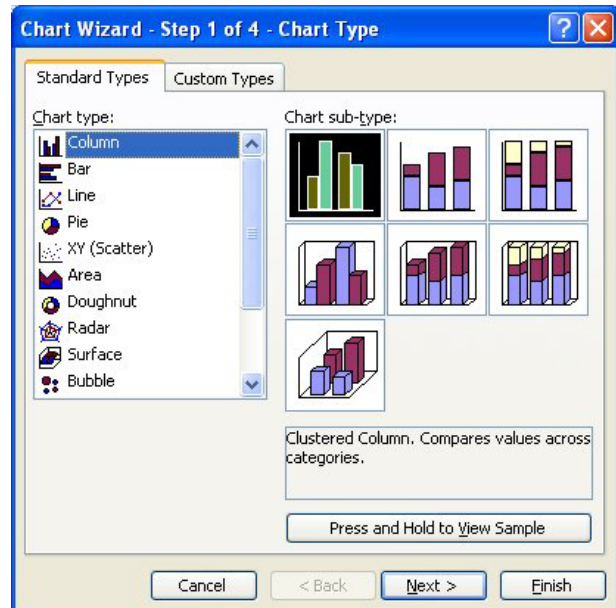 Chart Wizard - Step 1 of 4 - Chart Type
Standard Types
Custom Types
Chart type:
Column
Bar
Line
Pie
XY (Scatter)
Area
Doughnut
Radar
Surface
Bubble
Chart sub-type:
Clustered Column. Compares values across
categories.
Press and Hold to View Sample
Cancel
< Back
Next >
Finish